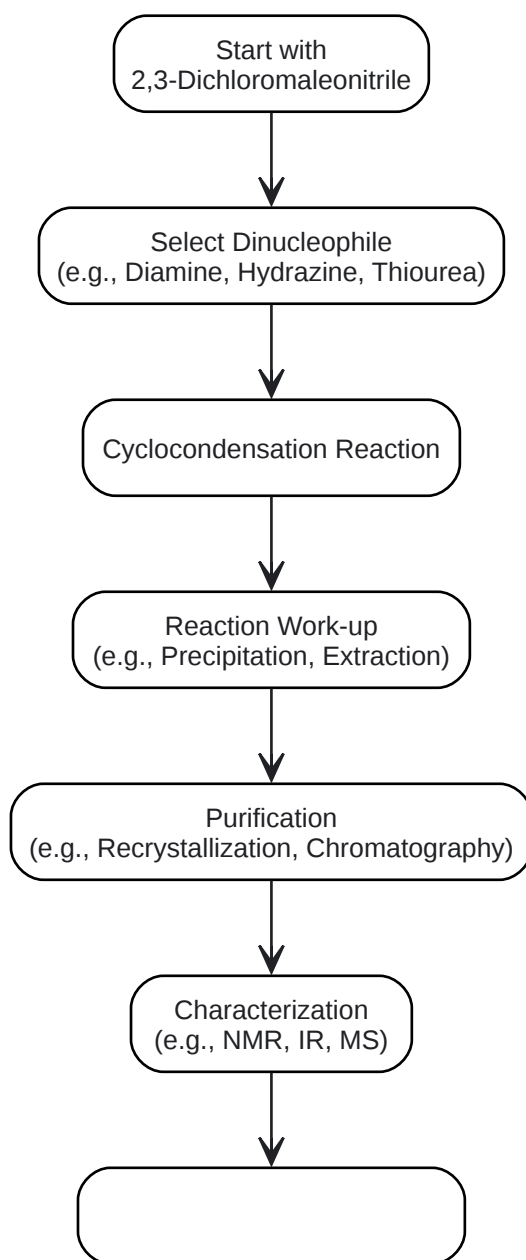 Start with
2,3-Dichloromaleonitrile
Select Dinucleophile
(e.g., Diamine, Hydrazine, Thiourea)
Cyclocondensation Reaction
Reaction Work-up
(e.g., Precipitation, Extraction)
Purification
(e.g., Recrystallization, Chromatography)
Characterization
(e.g., NMR, IR, MS)